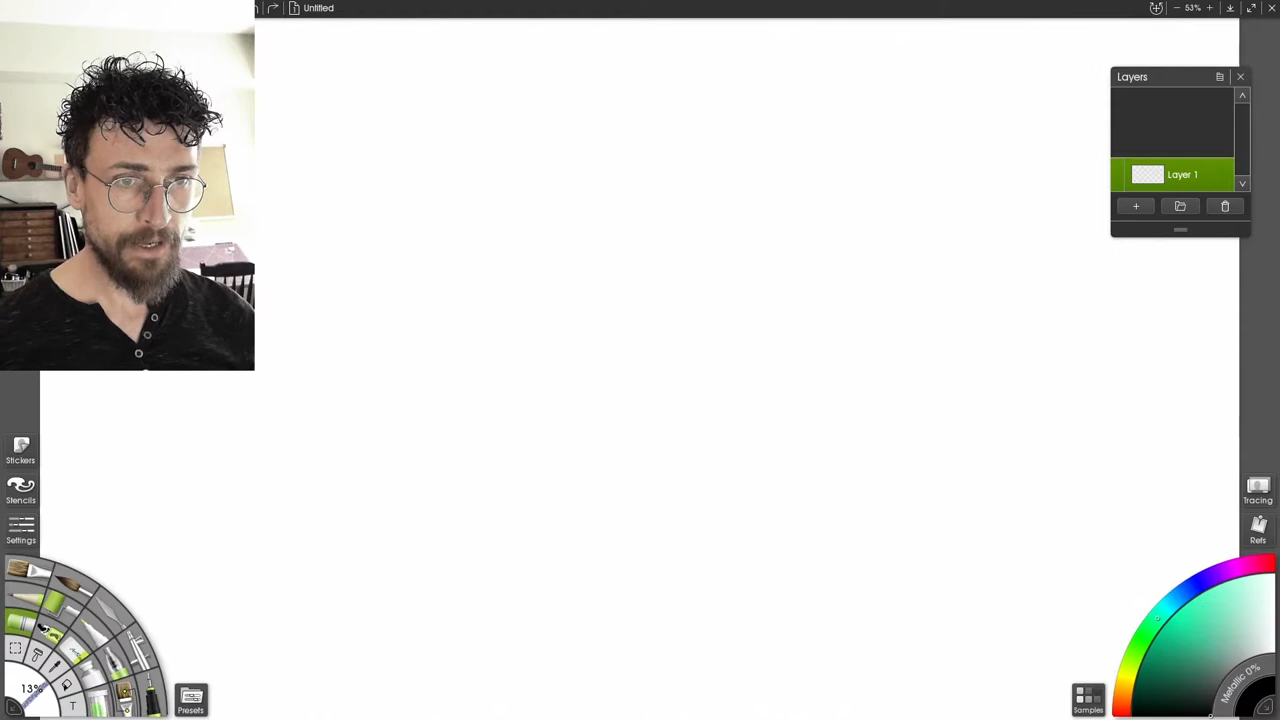 Untitled
53%
Layers
Layer 1
Stickers
Stencils
Settings
Tracing
Refs
13%
T
Presets
Metallic 0%
Samples